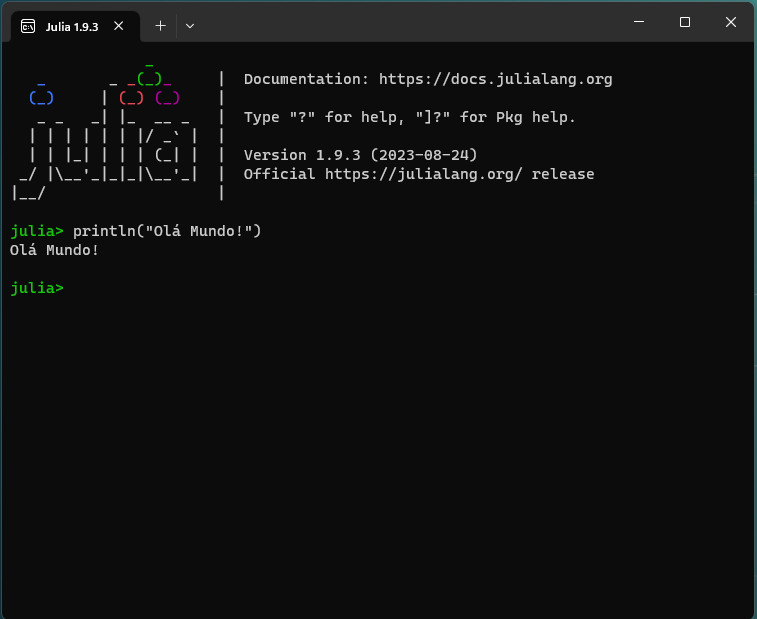 Julia 1.9.3
Documentation: https://docs.julialang.org
Type "?" for help, "]?" for Pkg help.
Version 1.9.3 (2023-08-24)
Official https://julialang.org/ release
julia> println("Olá Mundo!")
Olá Mundo!
julia>